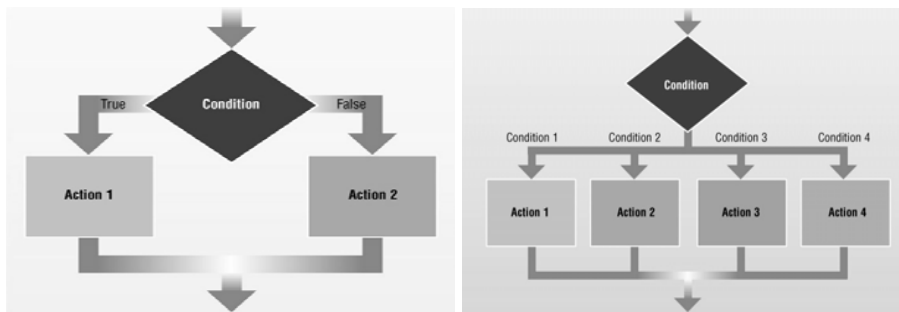 Condition
True
False
Action 1
Action 2
Condition
Condition 1 Condition 2 Condition 3 Condition 4
Action 1 Action 2 Action 3 Action 4